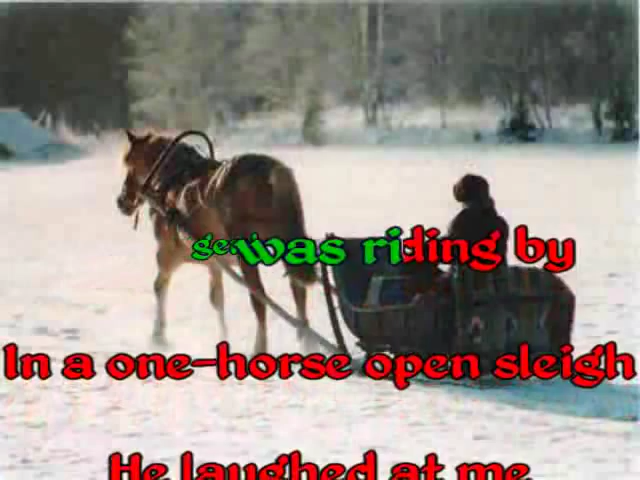 was riding by
In a one-horse open sleigh
He laughed at me